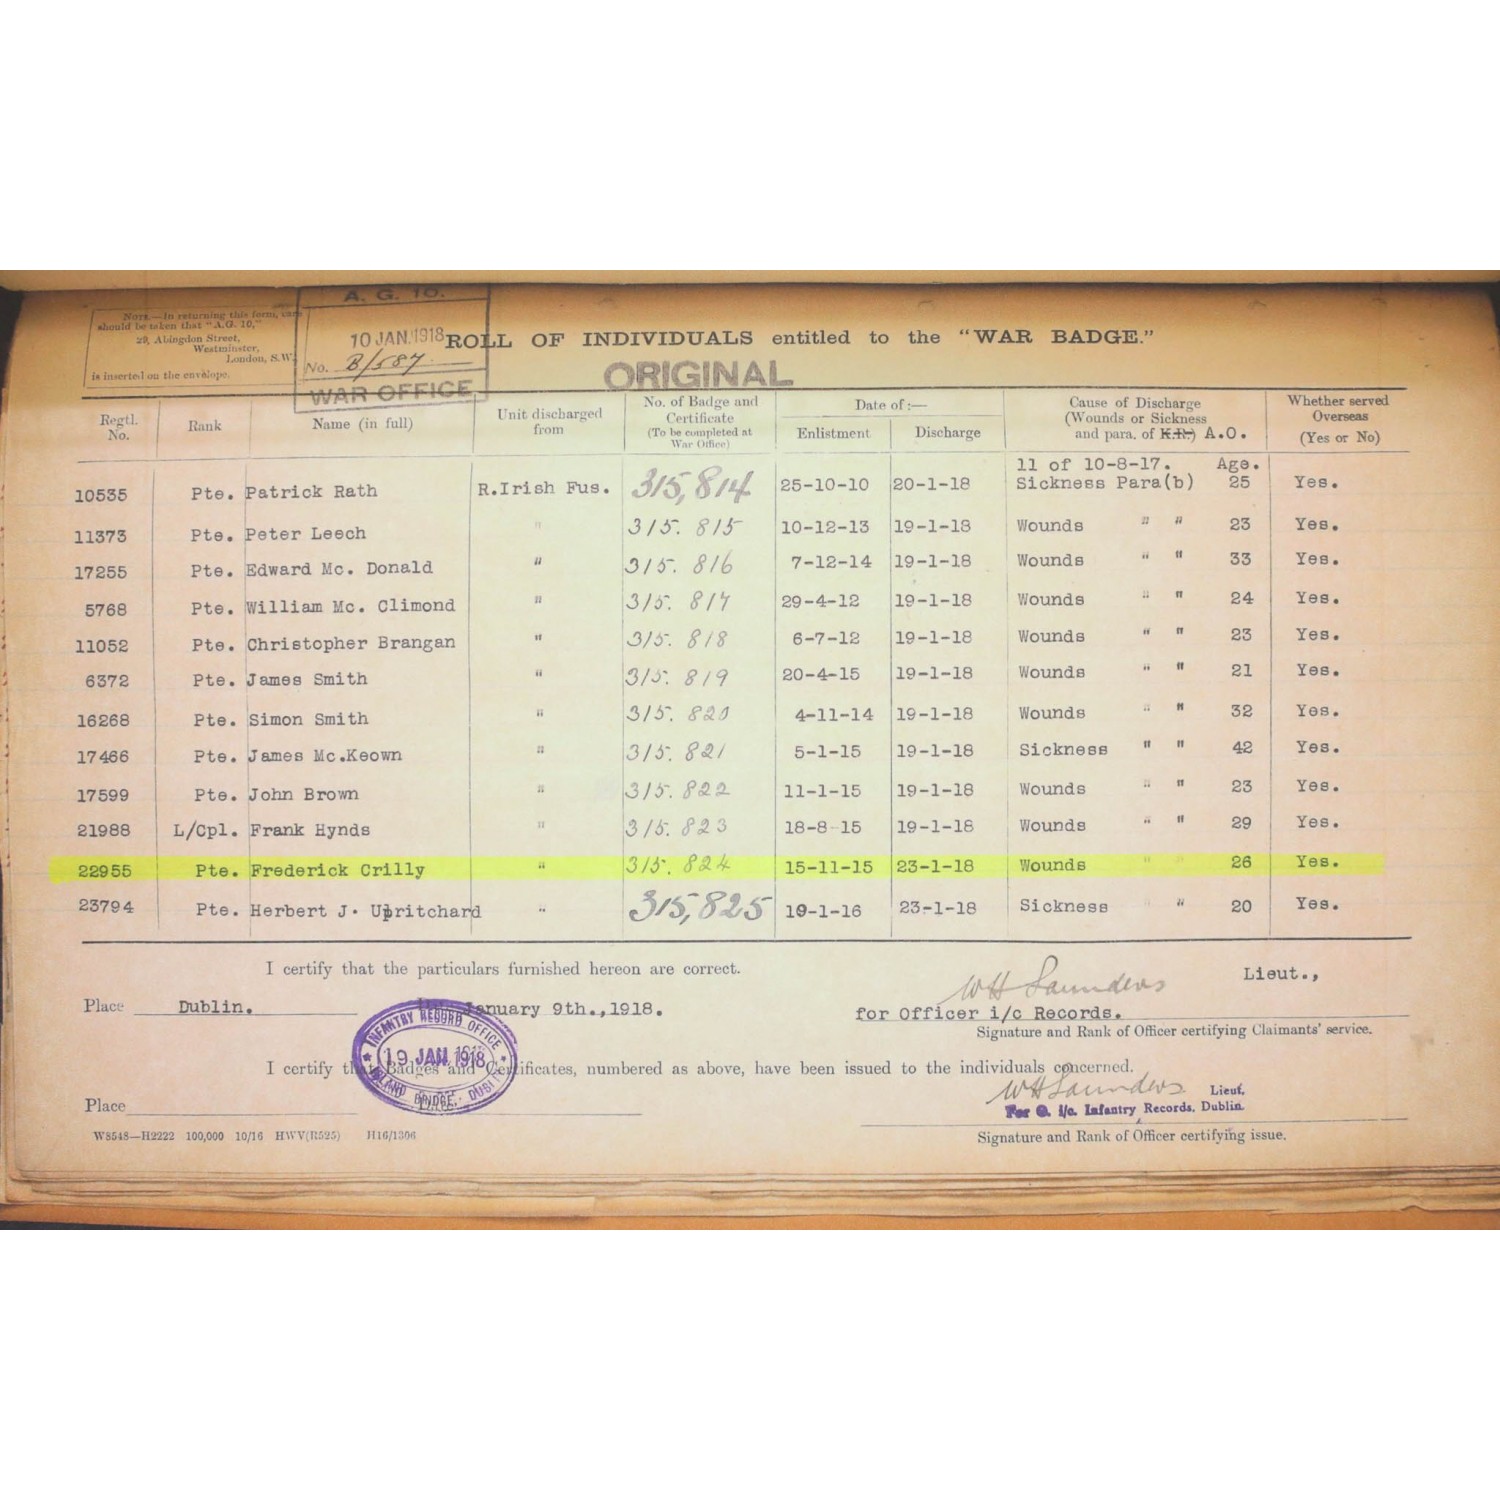 A. G. 10.
Note.—In returning this form, care
should be taken that "A.G. 10,"
29, Abingdon Street,
Westminster,
London, S.W.
is inserted on the envelope.
10 JAN. 1918
No. B/587
WAR OFFICE
ROLL OF INDIVIDUALS entitled to the "WAR BADGE."
ORIGINAL
Regtl. No. Rank Name (in full) Unit discharged from No. of Badge and Certificate (To be completed at War Office) Date of :— Enlistment Discharge Cause of Discharge (Wounds or Sickness and para. of K.R.) A.O. Whether served Overseas (Yes or No)
11 of 10-8-17. Age.
10535 Pte. Patrick Rath R.Irish Fus. 315,814 25-10-10 20-1-18 Sickness Para(b) 25 Yes.
11373 Pte. Peter Leech " 315. 815 10-12-13 19-1-18 Wounds " " 23 Yes.
17255 Pte. Edward Mc. Donald " 315. 816 7-12-14 19-1-18 Wounds " " 33 Yes.
5768 Pte. William Mc. Climond " 315. 817 29-4-12 19-1-18 Wounds " " 24 Yes.
11052 Pte. Christopher Brangan " 315. 818 6-7-12 19-1-18 Wounds " " 23 Yes.
6372 Pte. James Smith " 315. 819 20-4-15 19-1-18 Wounds " " 21 Yes.
16268 Pte. Simon Smith " 315. 820 4-11-14 19-1-18 Wounds " " 32 Yes.
17466 Pte. James Mc.Keown " 315. 821 5-1-15 19-1-18 Sickness " " 42 Yes.
17599 Pte. John Brown " 315. 822 11-1-15 19-1-18 Wounds " " 23 Yes.
21988 L/Cpl. Frank Hynds " 315. 823 18-8-15 19-1-18 Wounds " " 29 Yes.
22955 Pte. Frederick Crilly " 315. 824 15-11-15 23-1-18 Wounds " " 26 Yes.
23794 Pte. Herbert J. Upritchard " 315,825 19-1-16 23-1-18 Sickness " " 20 Yes.
I certify that the particulars furnished hereon are correct.
WH Saunders Lieut.,
Place Dublin. January 9th.,1918. for Officer i/c Records.
Signature and Rank of Officer certifying Claimants' service.
INFANTRY RECORD OFFICE
19 JAN 1918
ISLAND BRIDGE, DUBLIN
I certify that Badges and Certificates, numbered as above, have been issued to the individuals concerned.
WH Saunders Lieut.
For O. i/c. Infantry Records. Dublin.
Place
Signature and Rank of Officer certifying issue.
W8548—H2222 100,000 10/16 HWV(R525) H16/1306